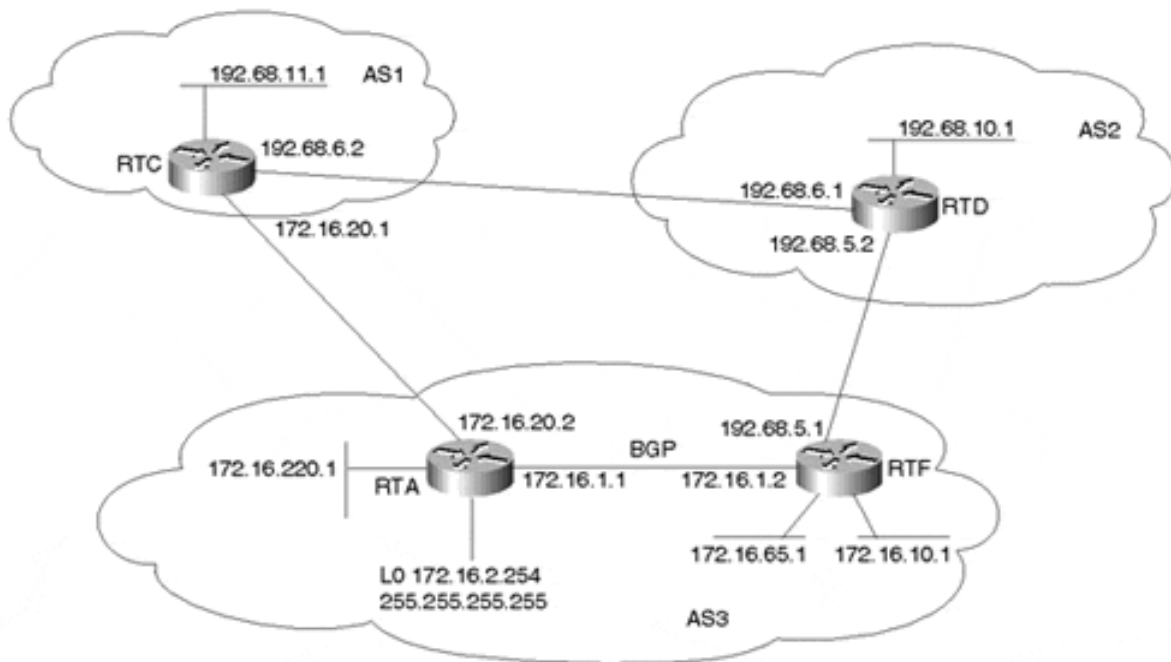 192.68.11.1
AS1
RTC
192.68.6.2
172.16.20.1
192.68.10.1
AS2
192.68.6.1
RTD
192.68.5.2
172.16.20.2
BGP
192.68.5.1
172.16.220.1
RTA
172.16.1.1
172.16.1.2
RTF
172.16.65.1
172.16.10.1
L0 172.16.2.254
255.255.255.255
AS3